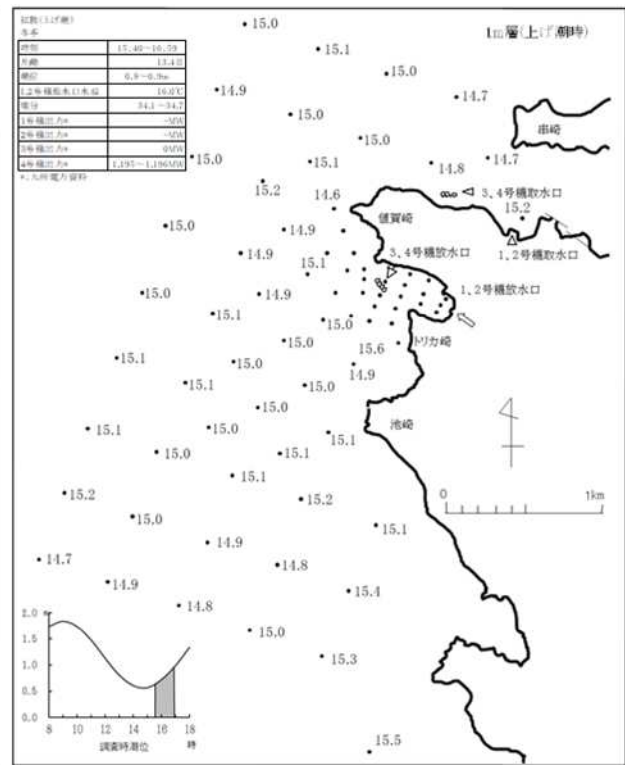 拡散(上げ潮)
冬季
時刻 15:40~16:59
月齢 13.4日
潮位 0.8~0.9m
1,2号機取水口水温 16.0℃
塩分 34.1~34.7
1号機出力* -MW
2号機出力* -MW
3号機出力* 0MW
4号機出力* 1,195~1,196MW
*:九州電力資料
1m層(上げ潮時)
15.0
15.1
15.0
14.9
14.7
15.0
15.0
串崎
15.0
15.1
14.8
14.7
15.2
14.6
3、4号機取水口
値賀崎
15.2
15.0
14.9
1、2号機取水口
14.9
15.1
3、4号機放水口
15.0
14.9
1、2号機放水口
15.1
15.0
トリカ崎
15.0
15.6
15.1
15.0
14.9
15.1
15.0
15.0
池崎
15.1
15.0
15.1
15.0
15.1
15.1
0 1km
15.2
15.2
15.0
15.1
14.9
14.7
14.8
14.9
15.4
14.8
15.0
15.3
15.5
2.0 m
1.5
1.0
0.5
0.0
8 10 12 14 16 18
調査時潮位 時